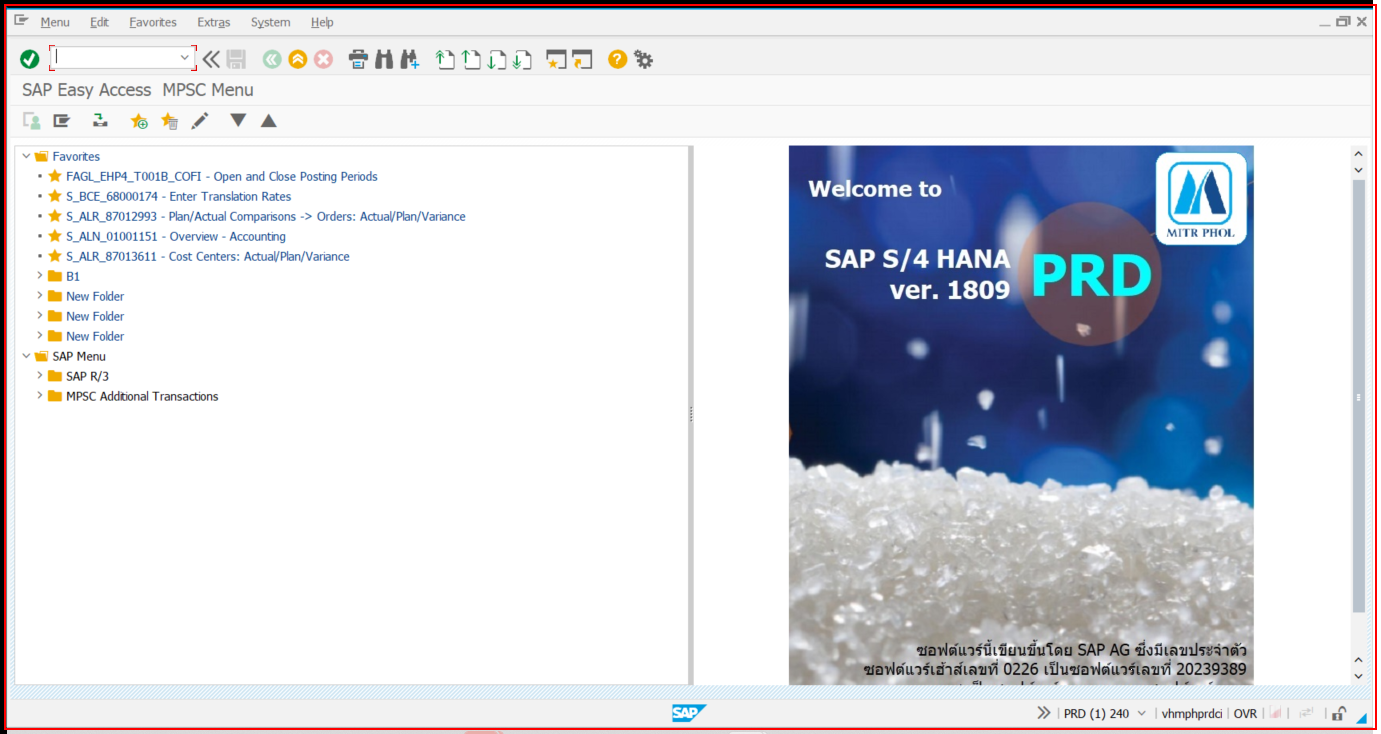 Menu Edit Favorites Extras System Help
SAP Easy Access MPSC Menu
Favorites
FAGL_EHP4_T001B_COFI - Open and Close Posting Periods
S_BCE_68000174 - Enter Translation Rates
S_ALR_87012993 - Plan/Actual Comparisons -> Orders: Actual/Plan/Variance
S_ALN_01001151 - Overview - Accounting
S_ALR_87013611 - Cost Centers: Actual/Plan/Variance
B1
New Folder
New Folder
New Folder
SAP Menu
SAP R/3
MPSC Additional Transactions
Welcome to
MITR PHOL
SAP S/4 HANA
ver. 1809
PRD
ซอฟต์แวร์นี้เขียนขึ้นโดย SAP AG ซึ่งมีเลขประจำตัว
ซอฟต์แวร์เฮ้าส์เลขที่ 0226 เป็นซอฟต์แวร์เลขที่ 20239389
SAP
PRD (1) 240 vhmphprdci OVR